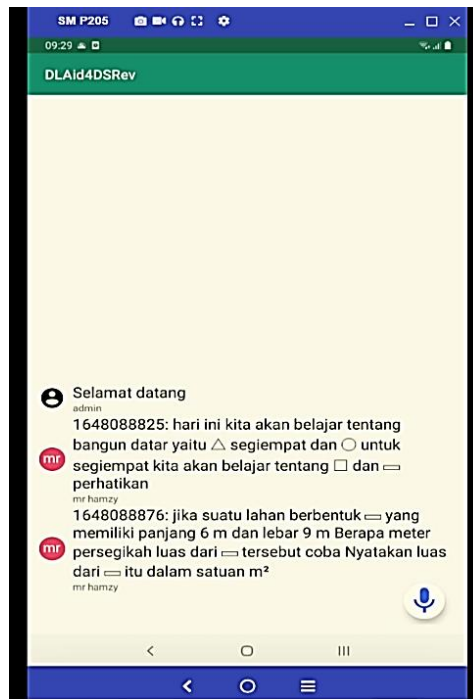 SM P205
09:29
DLAid4DSRev
Selamat datang
admin
1648088825: hari ini kita akan belajar tentang
bangun datar yaitu △ segiempat dan ○ untuk
segiempat kita akan belajar tentang □ dan ▭
perhatikan
mr
mr hamzy
1648088876: jika suatu lahan berbentuk ▭ yang
memiliki panjang 6 m dan lebar 9 m Berapa meter
persegikah luas dari ▭ tersebut coba Nyatakan luas
dari ▭ itu dalam satuan m²
mr
mr hamzy